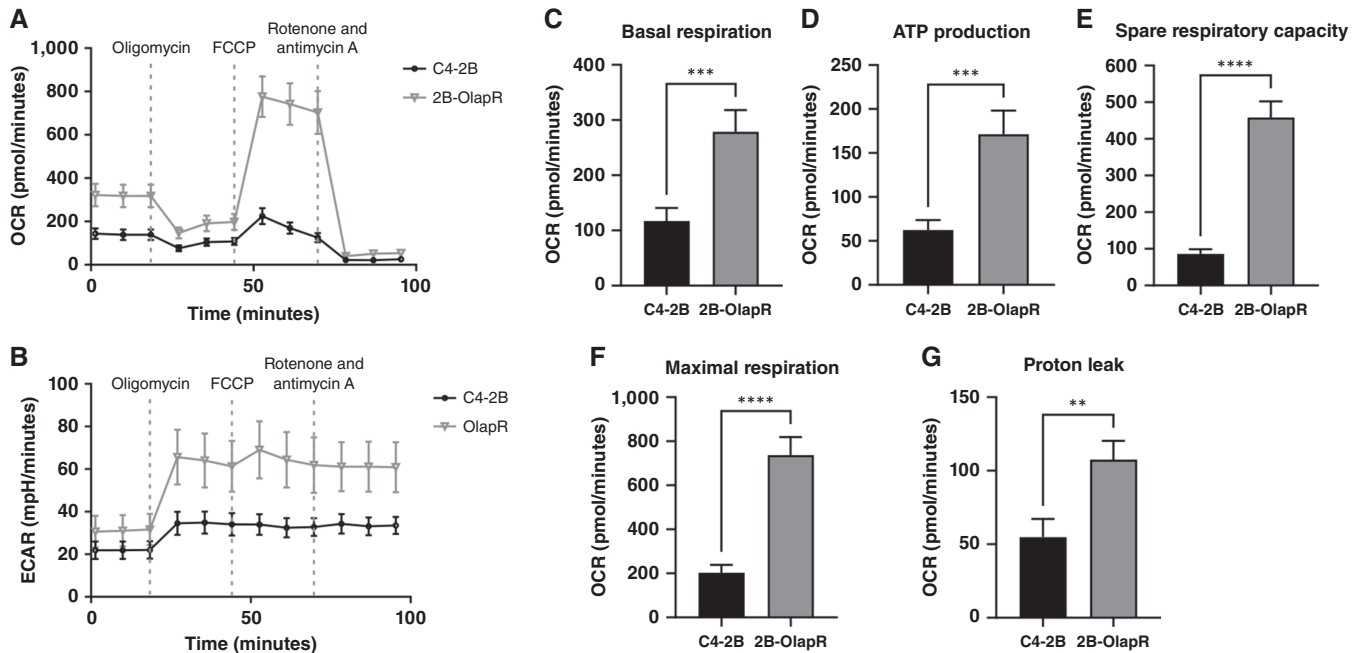 A
Oligomycin
FCCP
Rotenone and
antimycin A
1,000
800
600
400
200
0
OCR (pmol/minutes)
0
50
100
Time (minutes)
C4-2B
2B-OlapR
B
Oligomycin
FCCP
Rotenone and
antimycin A
100
80
60
40
20
0
ECAR (mpH/minutes)
0
50
100
Time (minutes)
C4-2B
OlapR
C
Basal respiration
***
400
300
200
100
0
OCR (pmol/minutes)
C4-2B 2B-OlapR
D
ATP production
***
250
200
150
100
50
0
OCR (pmol/minutes)
C4-2B 2B-OlapR
E
Spare respiratory capacity
****
600
500
400
300
200
100
0
OCR (pmol/minutes)
C4-2B 2B-OlapR
F
Maximal respiration
****
1,000
800
600
400
200
0
OCR (pmol/minutes)
C4-2B 2B-OlapR
G
Proton leak
**
150
100
50
0
OCR (pmol/minutes)
C4-2B 2B-OlapR